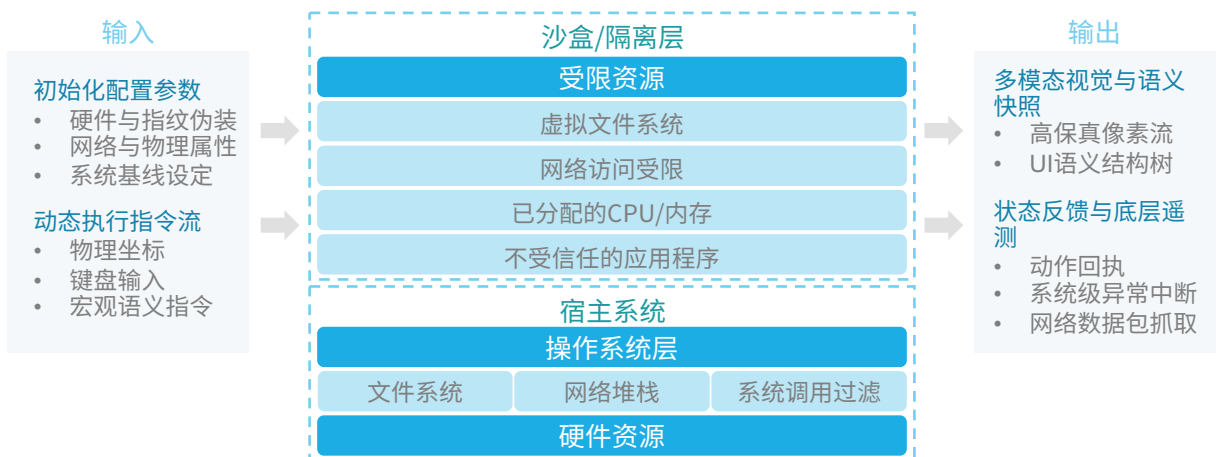 输入
初始化配置参数
• 硬件与指纹伪装
• 网络与物理属性
• 系统基线设定
动态执行指令流
• 物理坐标
• 键盘输入
• 宏观语义指令
沙盒/隔离层
受限资源
虚拟文件系统
网络访问受限
已分配的CPU/内存
不受信任的应用程序
宿主系统
操作系统层
文件系统
网络堆栈
系统调用过滤
硬件资源
输出
多模态视觉与语义
快照
• 高保真像素流
• UI语义结构树
状态反馈与底层遥
测
• 动作回执
• 系统级异常中断
• 网络数据包抓取